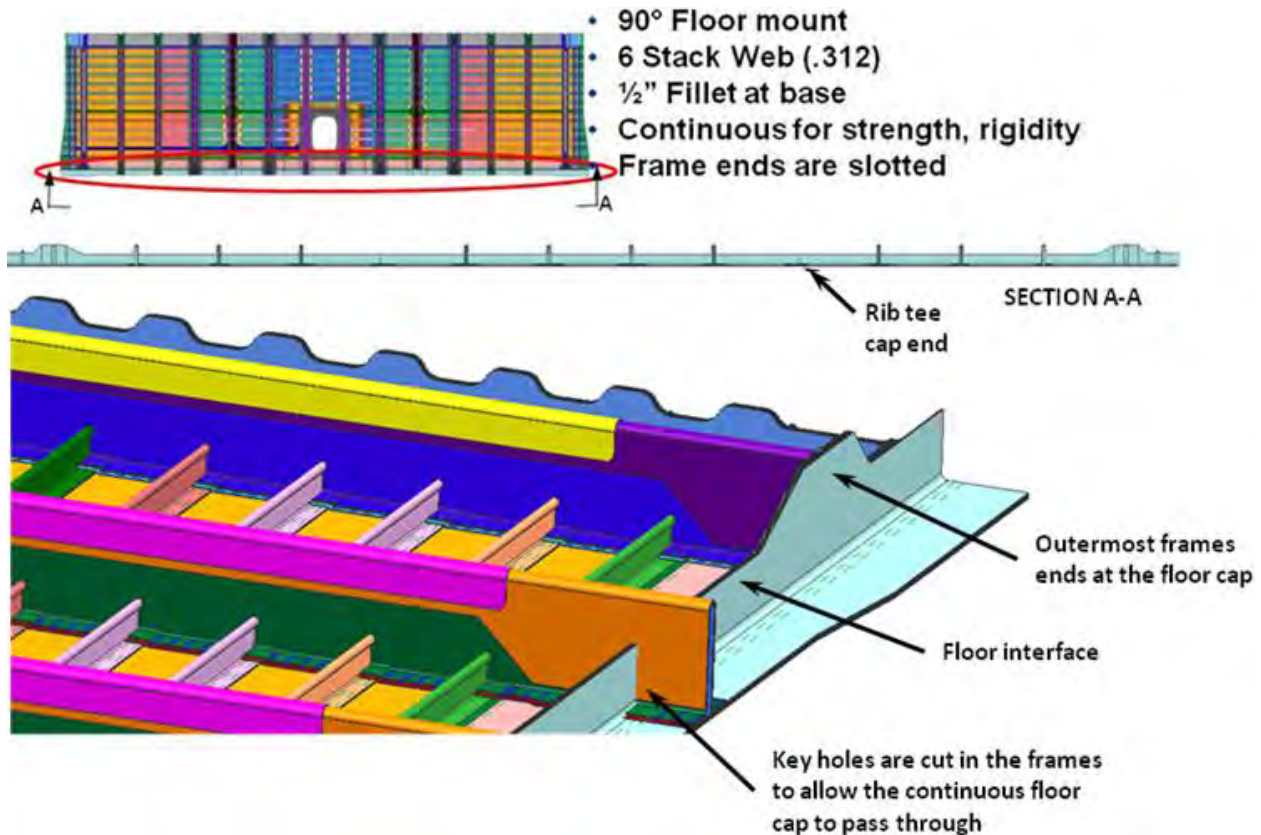 • 90° Floor mount
• 6 Stack Web (.312)
• ½” Fillet at base
• Continuous for strength, rigidity
• Frame ends are slotted
A
A
SECTION A-A
Rib tee
cap end
Outermost frames
ends at the floor cap
Floor interface
Key holes are cut in the frames
to allow the continuous floor
cap to pass through